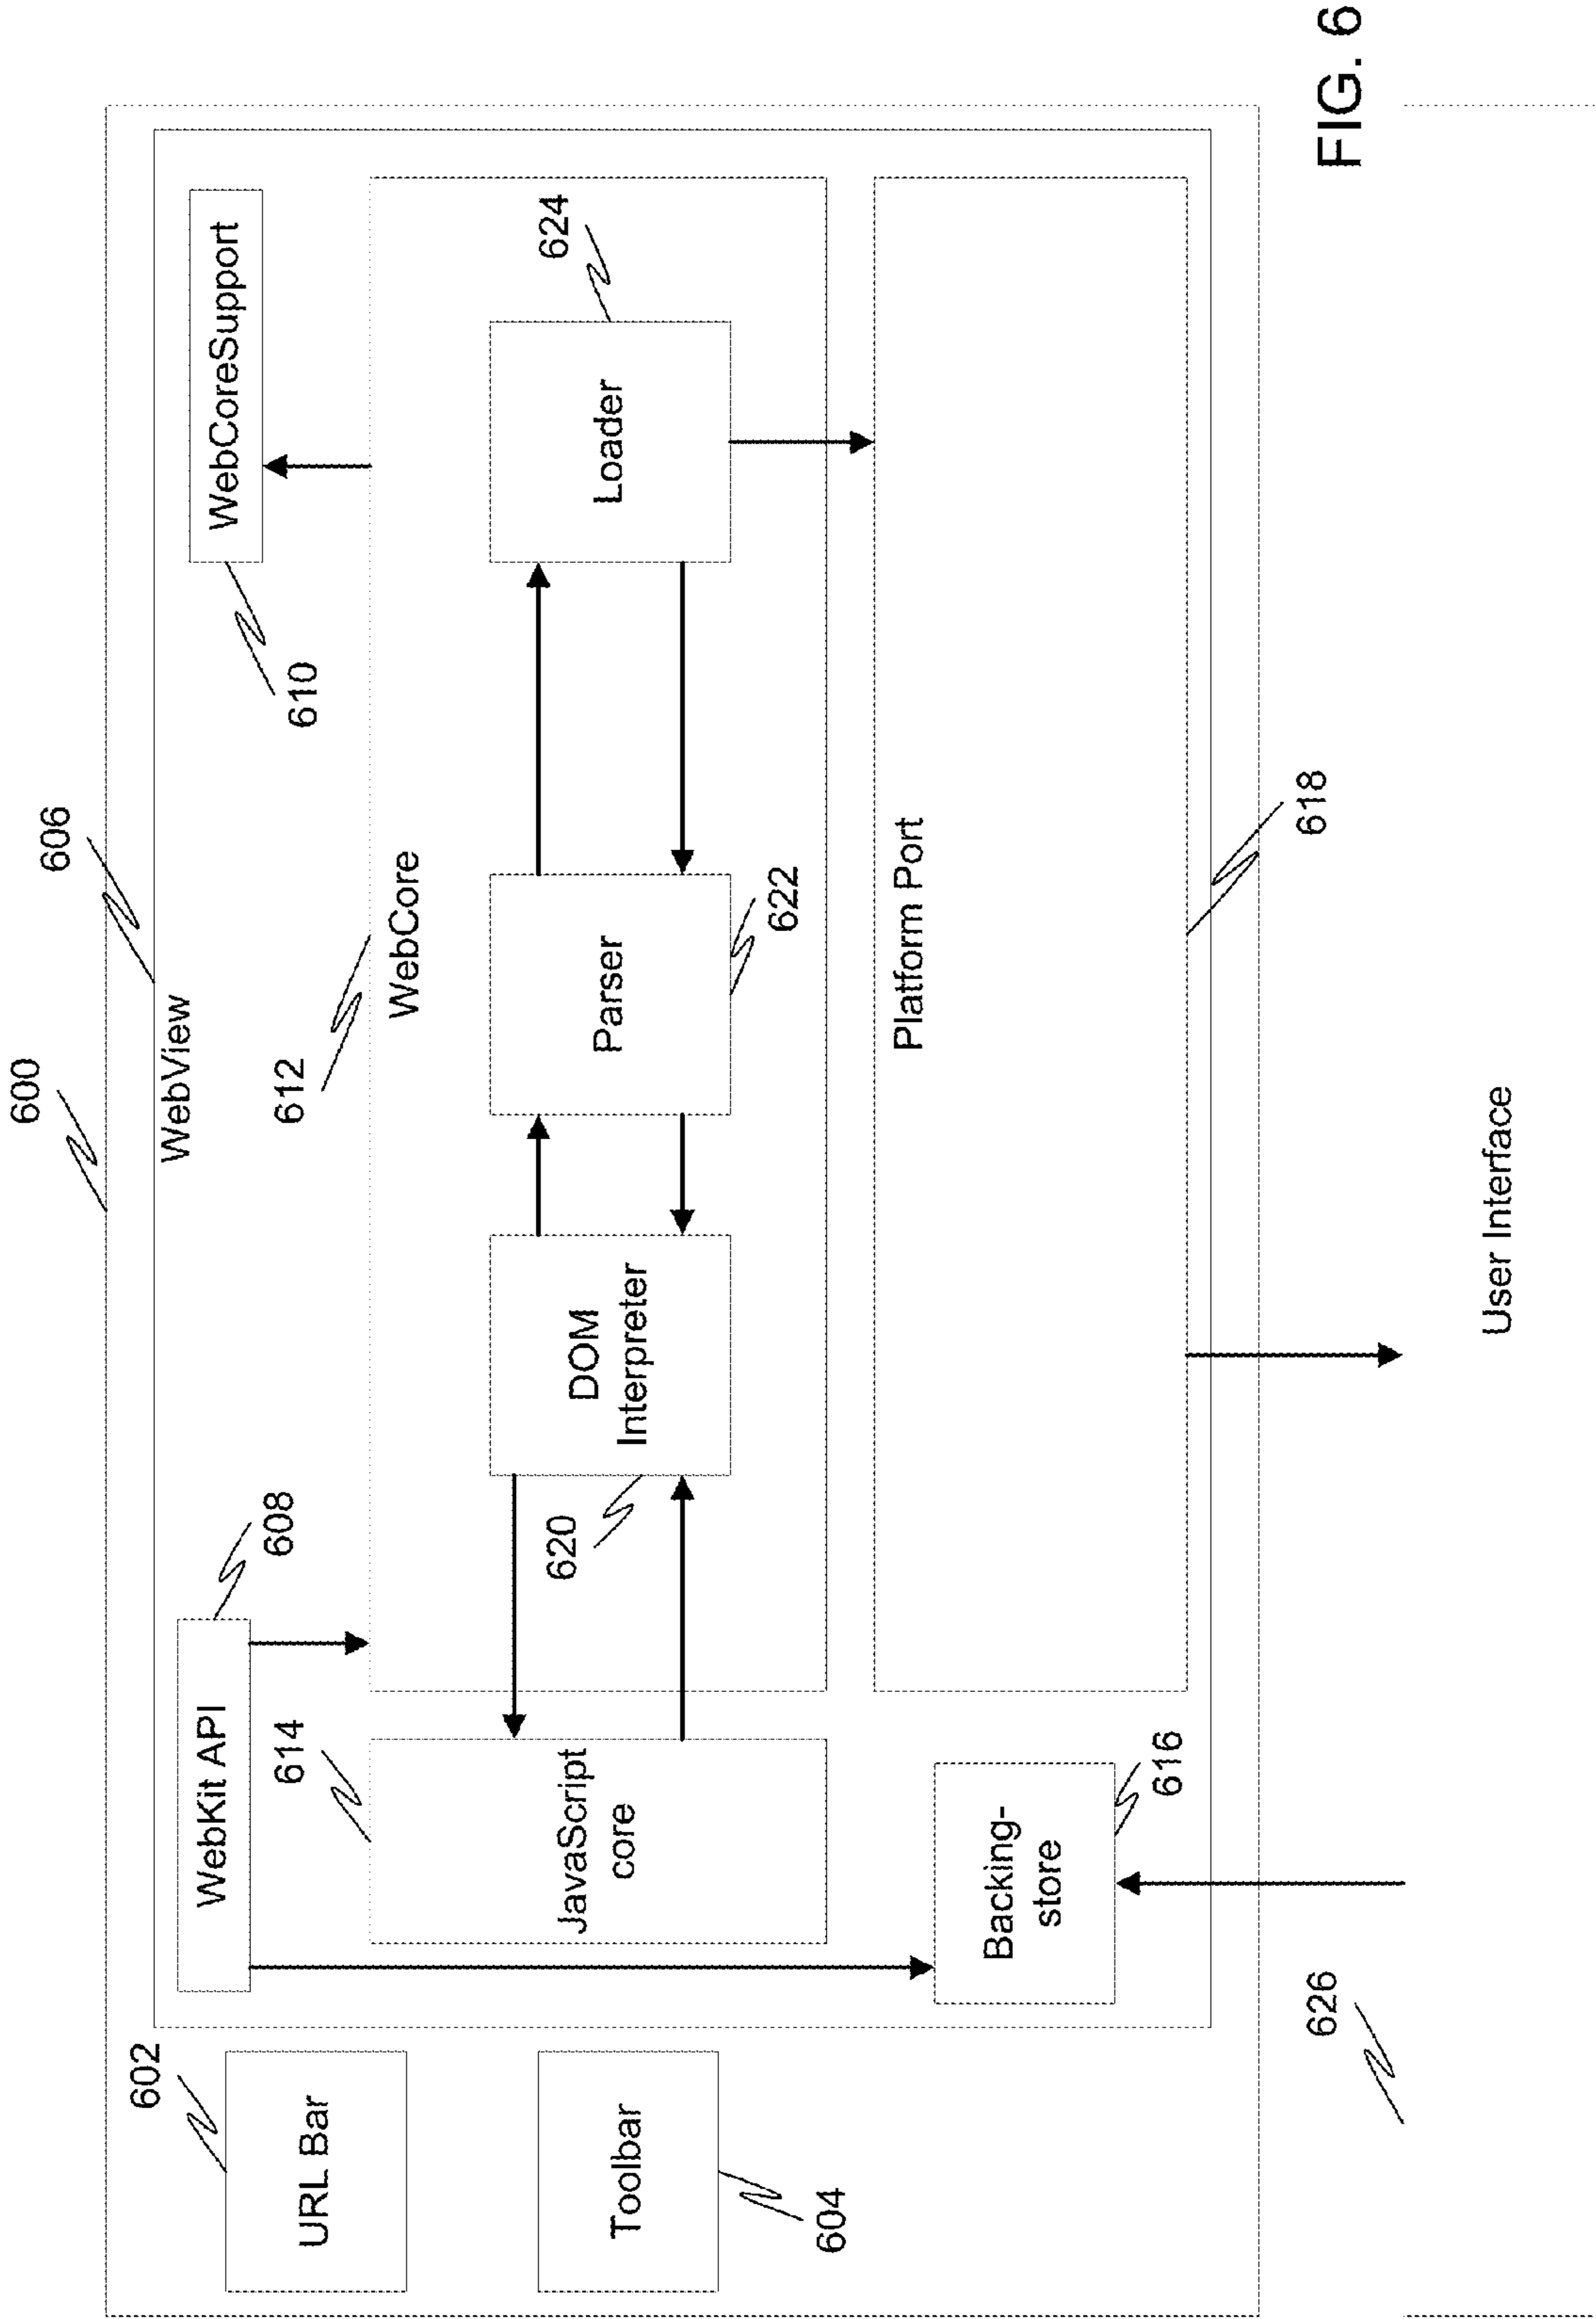 600
606
WebView
602
URL Bar
WebKit API
608
610
WebCoreSupport
614
612
WebCore
JavaScript
core
620
DOM
Interpreter
Parser
622
Loader
624
Toolbar
604
Backing-
store
616
Platform Port
618
626
User Interface
FIG. 6